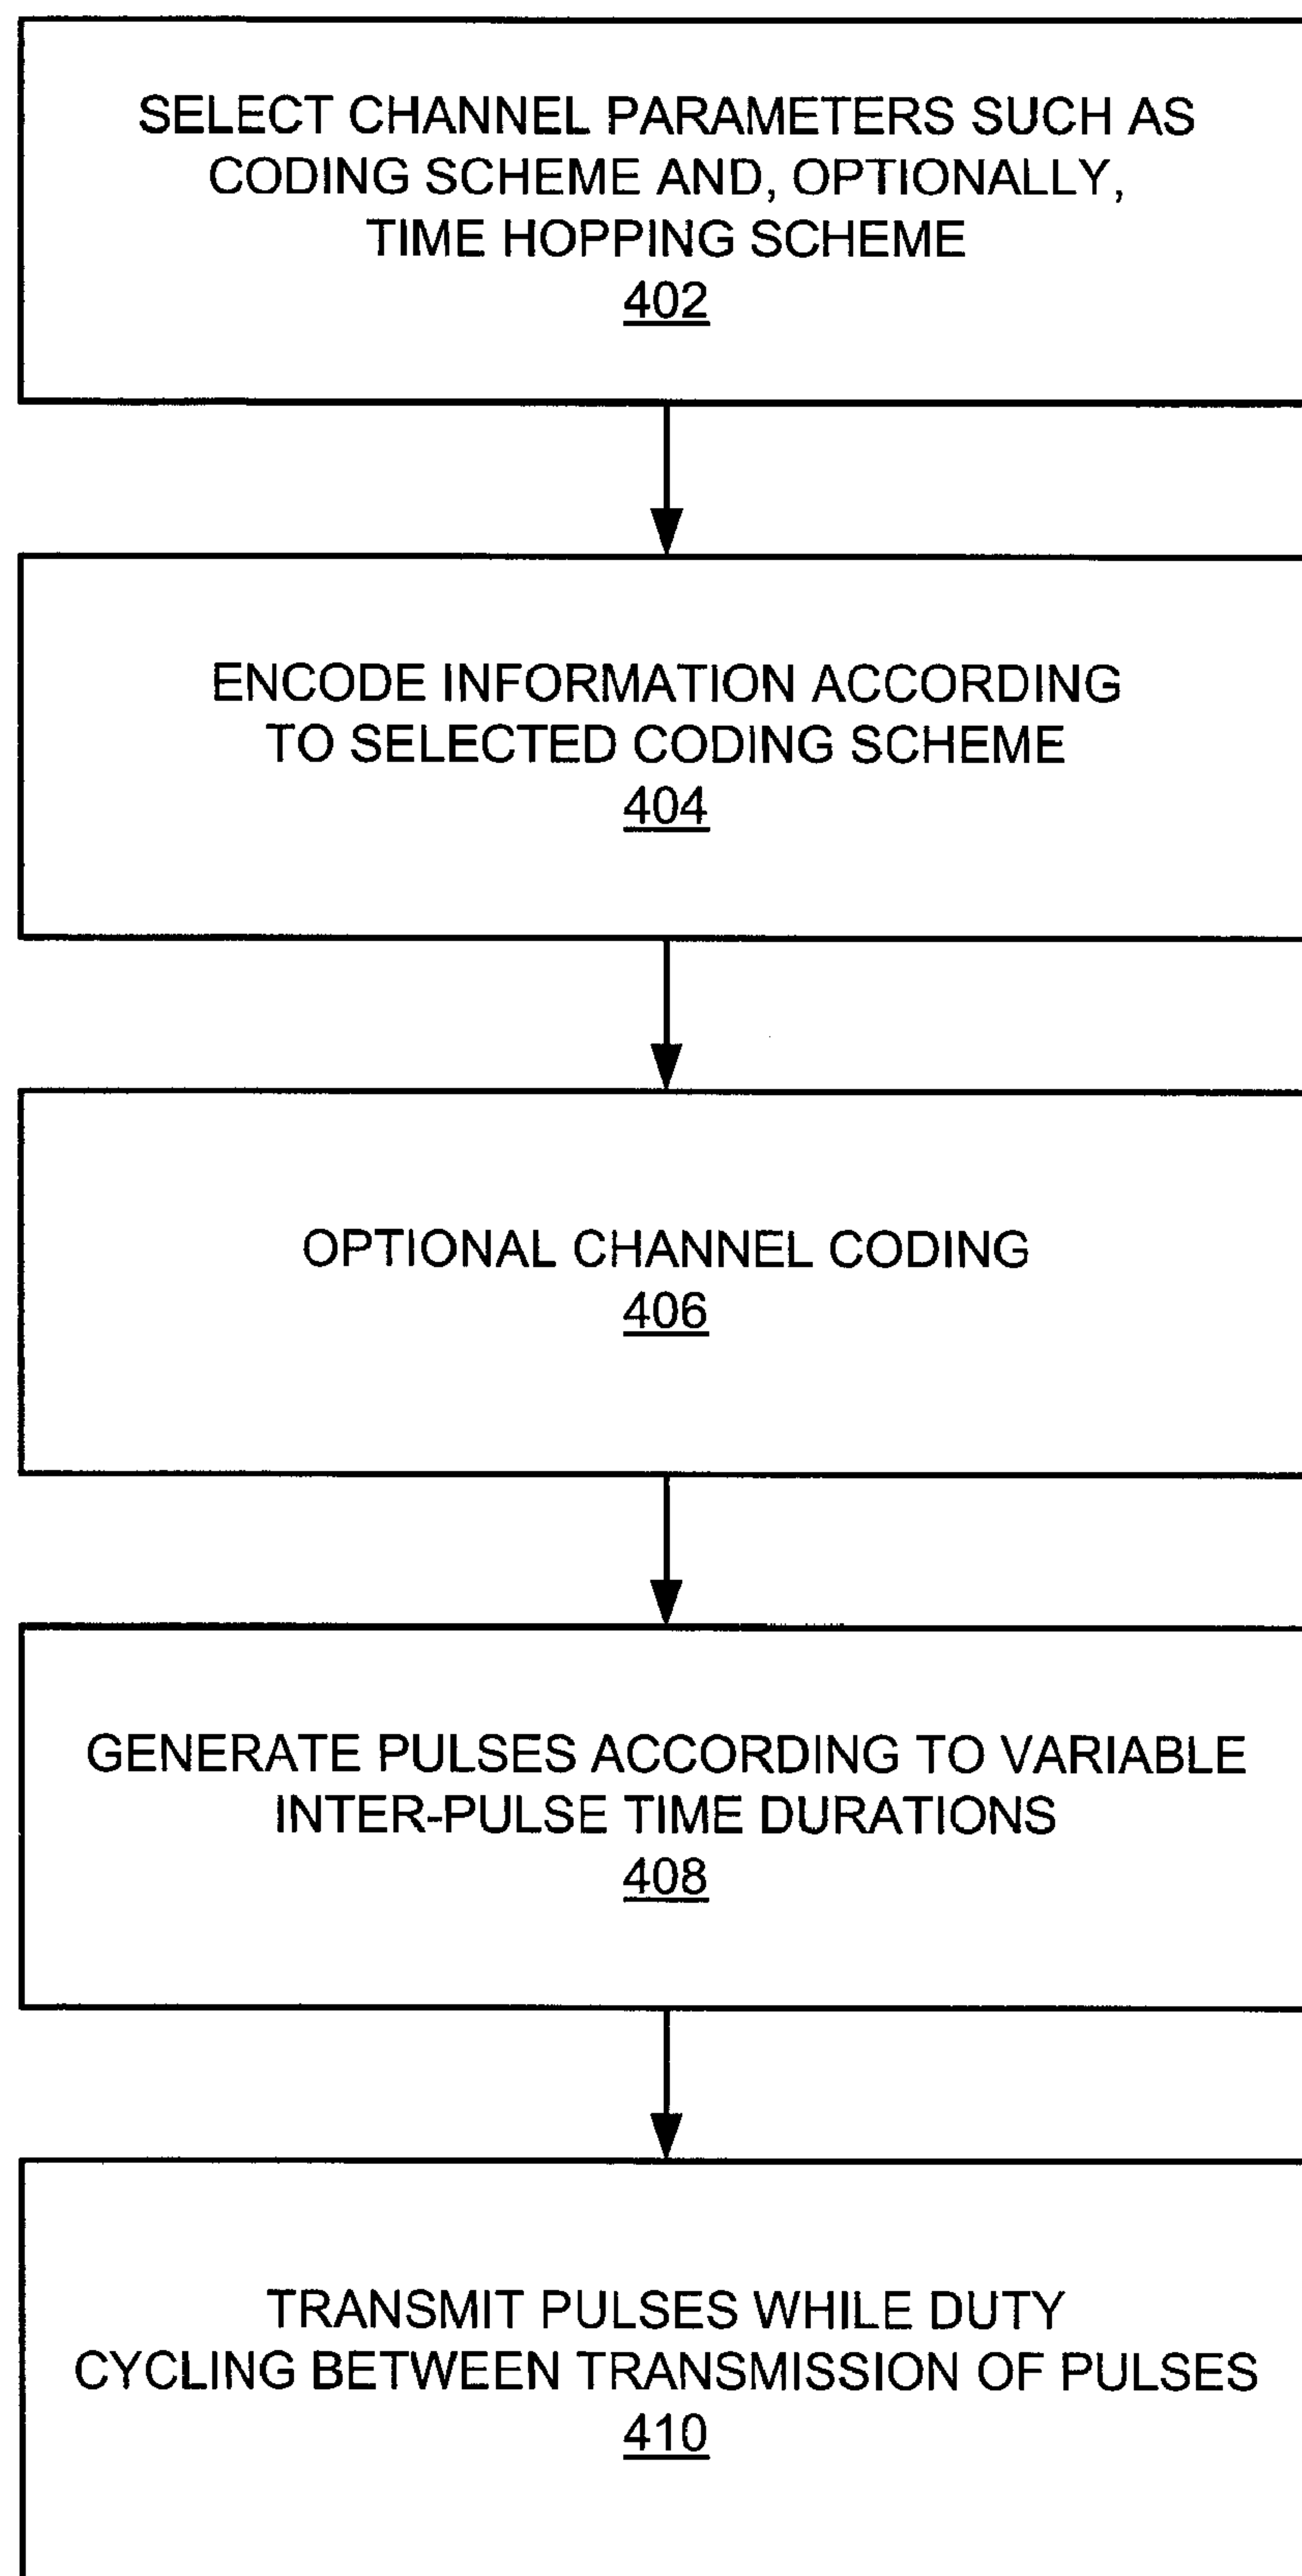 SELECT CHANNEL PARAMETERS SUCH AS
CODING SCHEME AND, OPTIONALLY,
TIME HOPPING SCHEME
402
ENCODE INFORMATION ACCORDING
TO SELECTED CODING SCHEME
404
OPTIONAL CHANNEL CODING
406
GENERATE PULSES ACCORDING TO VARIABLE
INTER-PULSE TIME DURATIONS
408
TRANSMIT PULSES WHILE DUTY
CYCLING BETWEEN TRANSMISSION OF PULSES
410